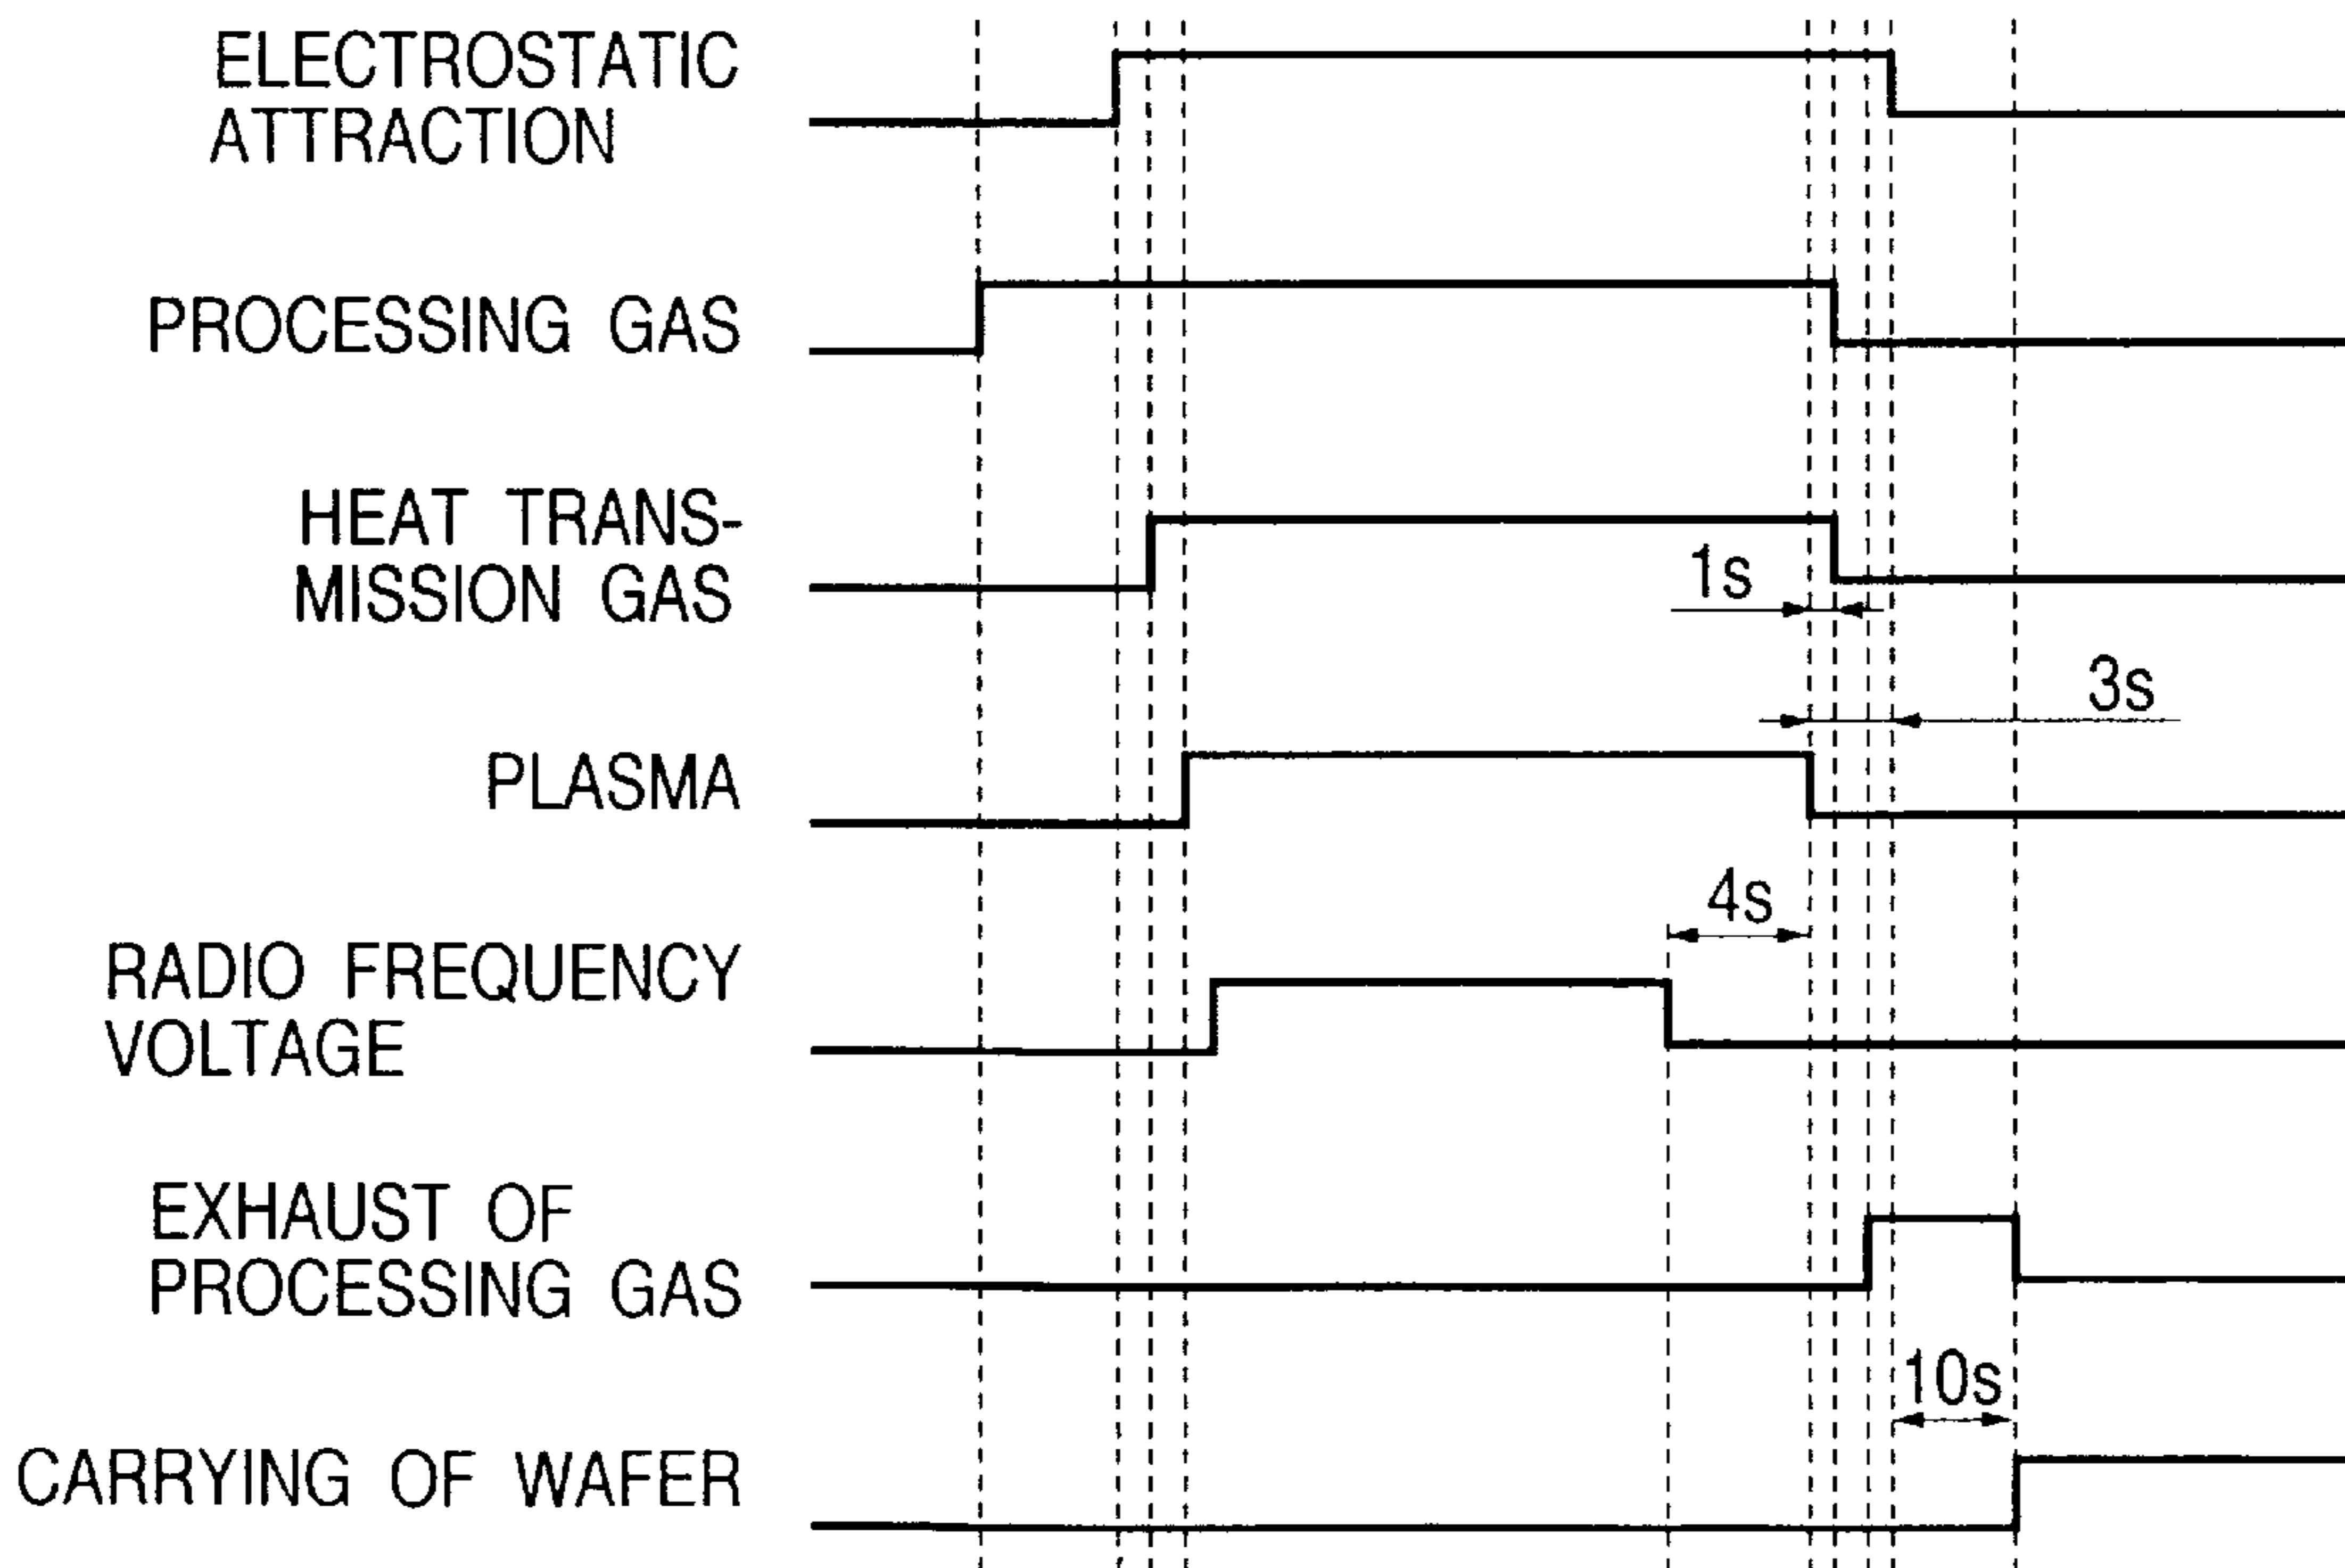 ELECTROSTATIC
ATTRACTION
PROCESSING GAS
HEAT TRANS-
MISSION GAS
1s
3s
PLASMA
4s
RADIO FREQUENCY
VOLTAGE
EXHAUST OF
PROCESSING GAS
10s
CARRYING OF WAFER